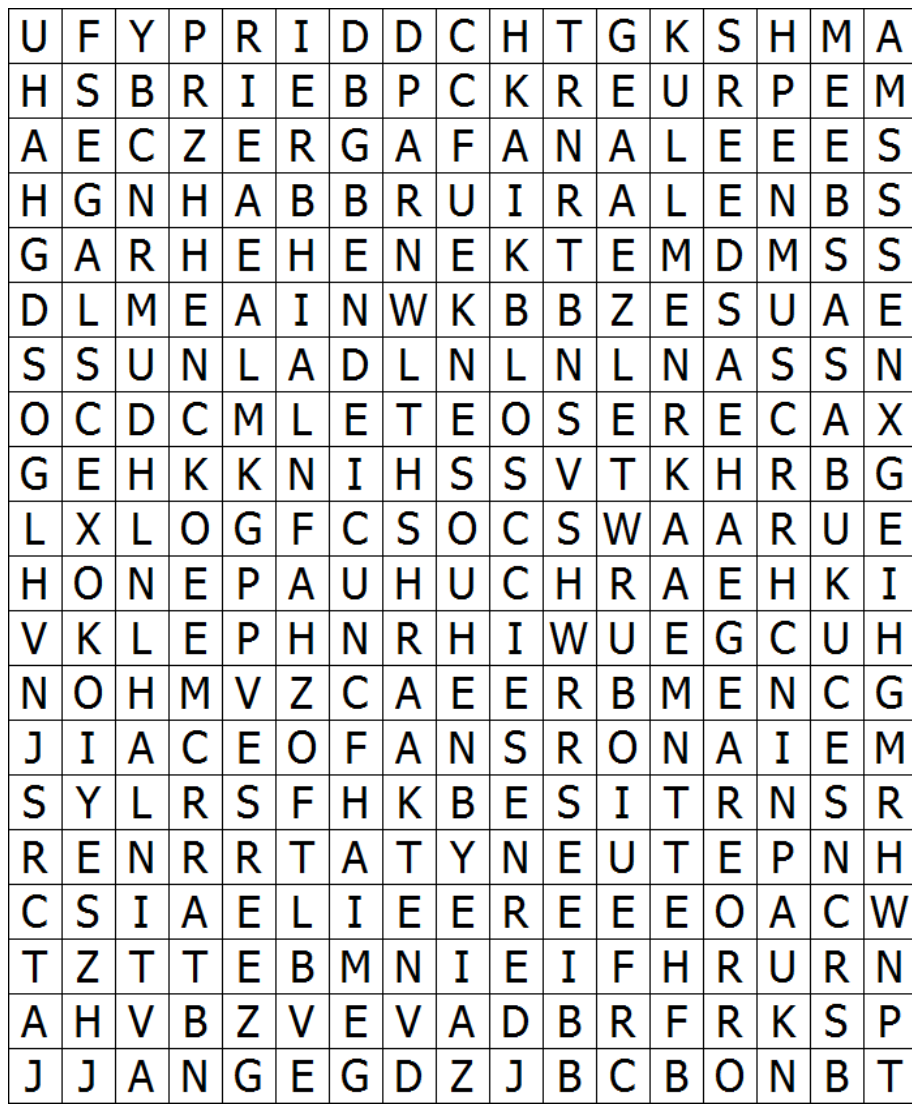 U F Y P R I D D C H T G K S H M A
H S B R I E B P C K R E U R P E M
A E C Z E R G A F A N A L E E E S
H G N H A B B R U I R A L E N B S
G A R H E H E N E K T E M D M S S
D L M E A I N W K B B Z E S U A E
S S U N L A D L N L N L N A S S N
O C D C M L E T E O S E R E C A X
G E H K K N I H S S V T K H R B G
L X L O G F C S O C S W A A R U E
H O N E P A U H U C H R A E H K I
V K L E P H N R H I W U E G C U H
N O H M V Z C A E E R B M E N C G
J I A C E O F A N S R O N A I E M
S Y L R S F H K B E S I T R N S R
R E N R R T A T Y N E U T E P N H
C S I A E L I E E R E E E O A C W
T Z T T E B M N I E I F H R U R N
A H V B Z V E V A D B R F R K S P
J J A N G E G D Z J B C B O N B T